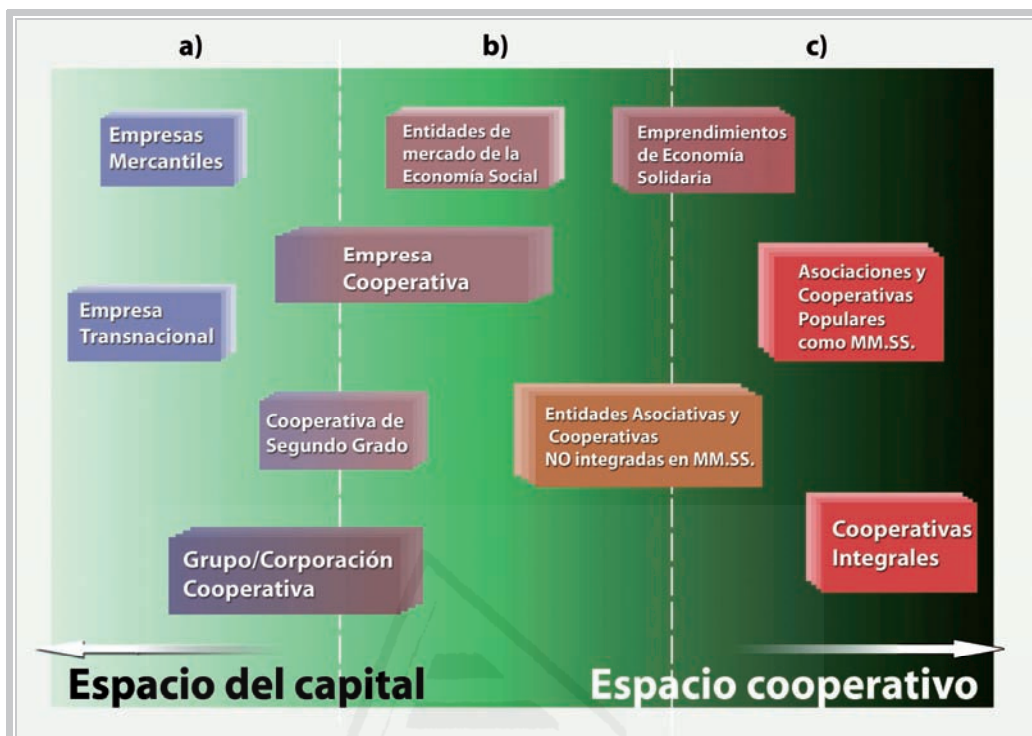 a)
b)
c)
Empresas
Mercantiles
Entidades de
mercado de la
Economía Social
Emprendimientos
de Economía
Solidaria
Empresa
Cooperativa
Empresa
Transnacional
Asociaciones y
Cooperativas
Populares
como MM.SS.
Cooperativa de
Segundo Grado
Entidades Asociativas y
Cooperativas
NO integradas en MM.SS.
Grupo/Corporación
Cooperativa
Cooperativas
Integrales
Espacio del capital
Espacio cooperativo